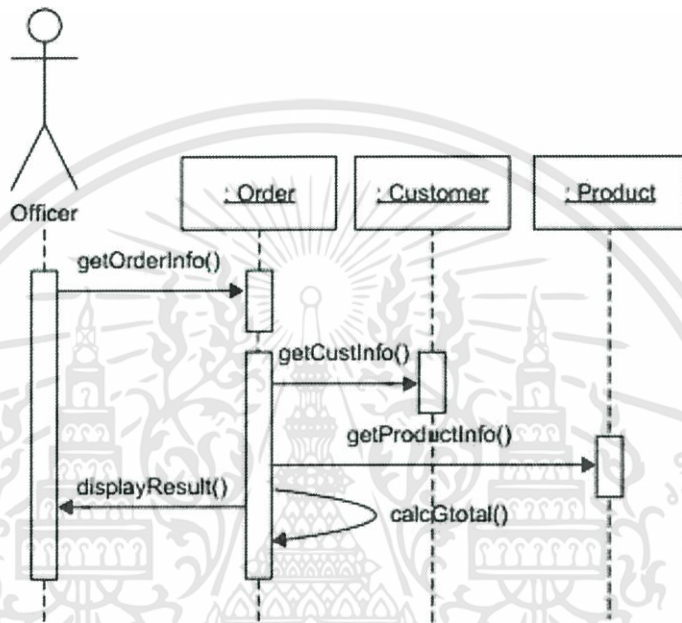 Officer
: Order
: Customer
: Product
getOrderInfo()
getCustInfo()
getProductInfo()
displayResult()
calcGtotal()